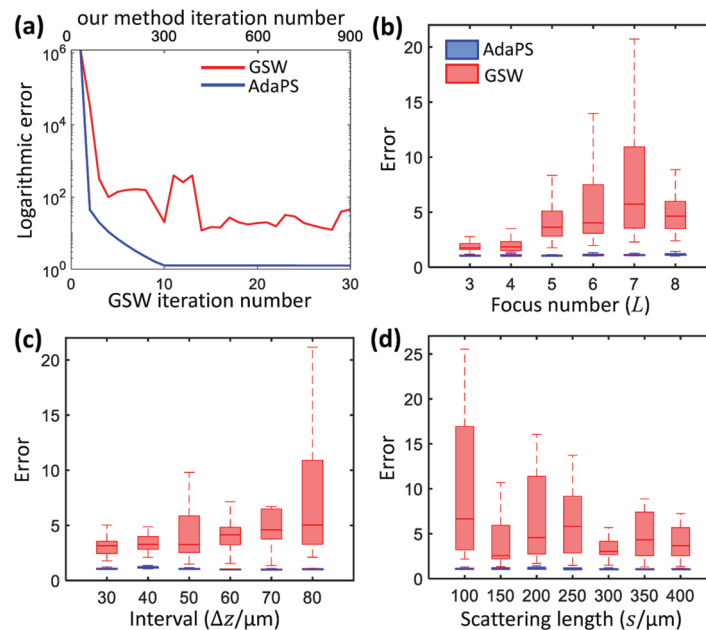 (a)
our method iteration number
0 300 600 900
10^6
10^4
10^2
10^0
Logarithmic error
GSW
AdaPS
0 10 20 30
GSW iteration number
(b)
20
15
10
5
0
Error
AdaPS
GSW
3 4 5 6 7 8
Focus number (L)
(c)
20
15
10
5
0
Error
30 40 50 60 70 80
Interval (Δz/μm)
(d)
25
20
15
10
5
0
Error
100 150 200 250 300 350 400
Scattering length (s/μm)